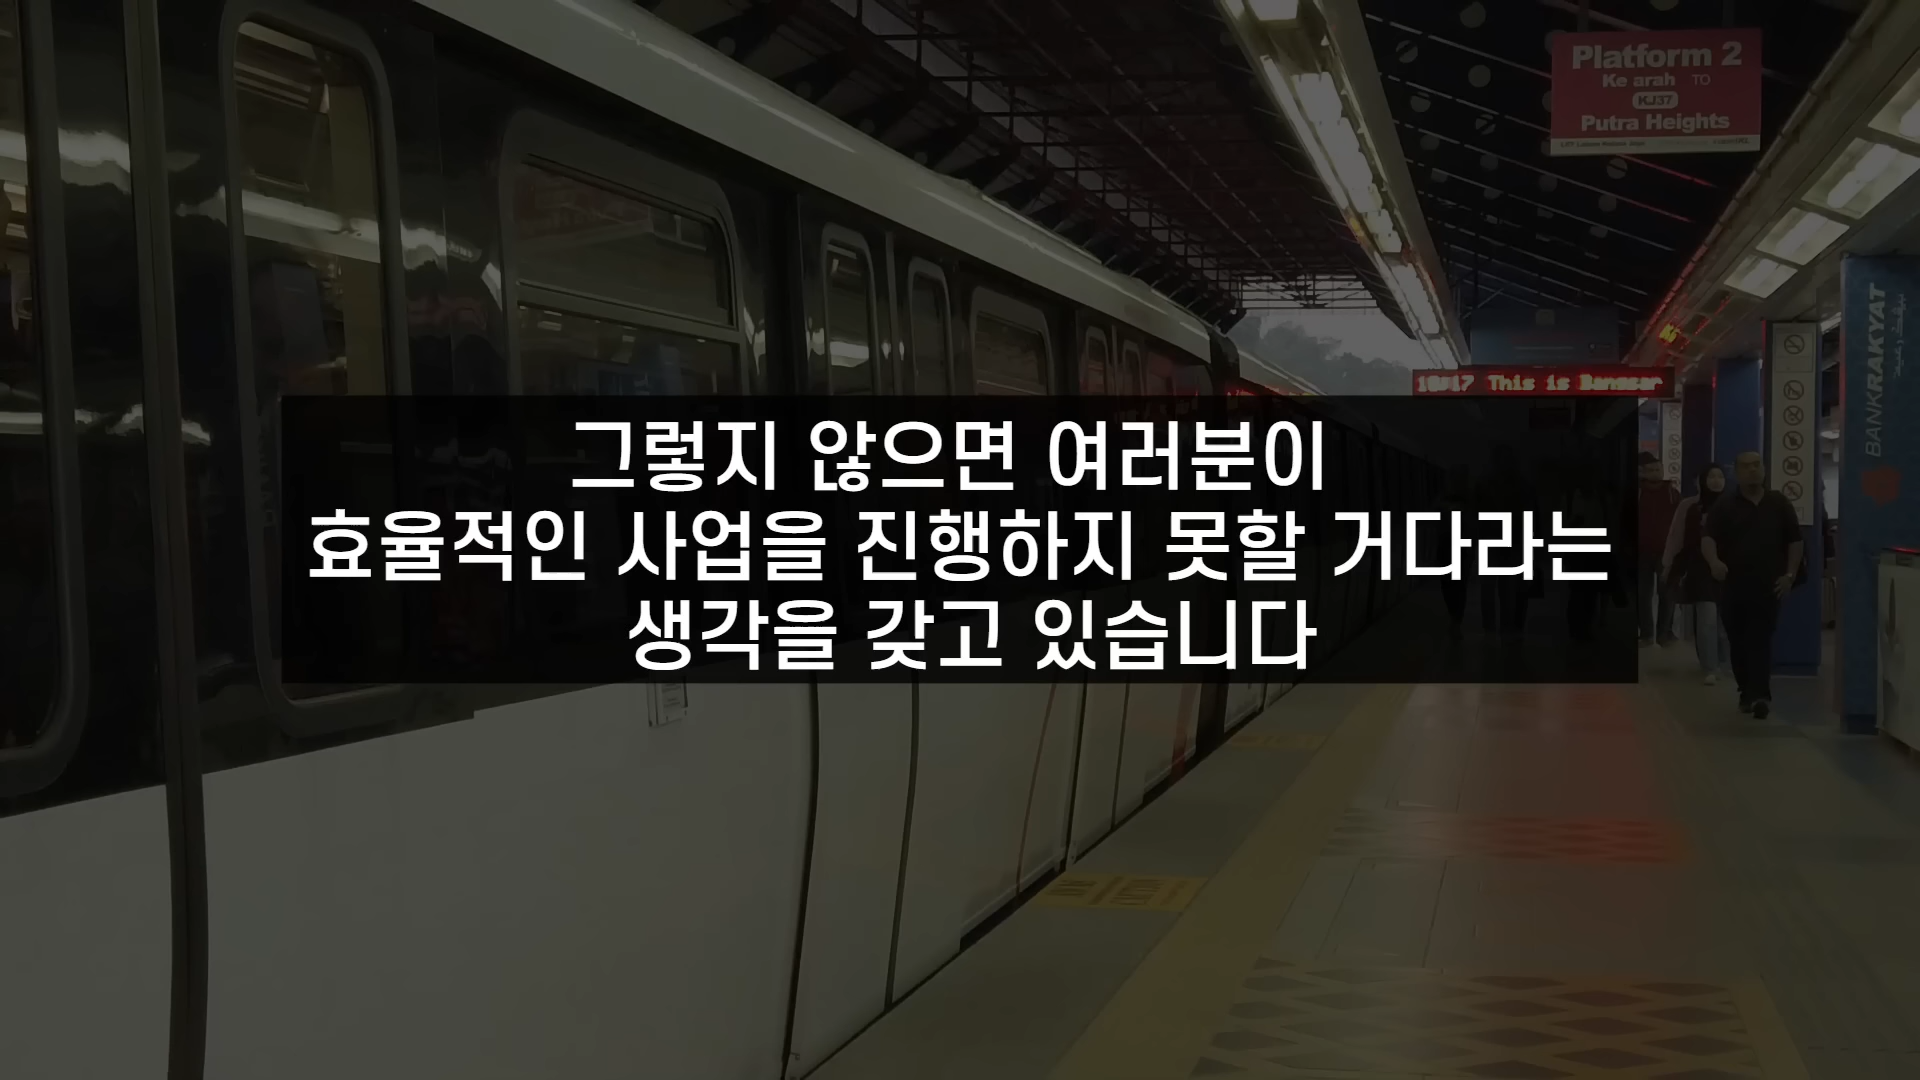 Platform 2
Ke arah TO
KJ37
Putra Heights
This is Bangsar
BANKRAKYAT
그렇지 않으면 여러분이
효율적인 사업을 진행하지 못할 거다라는
생각을 갖고 있습니다